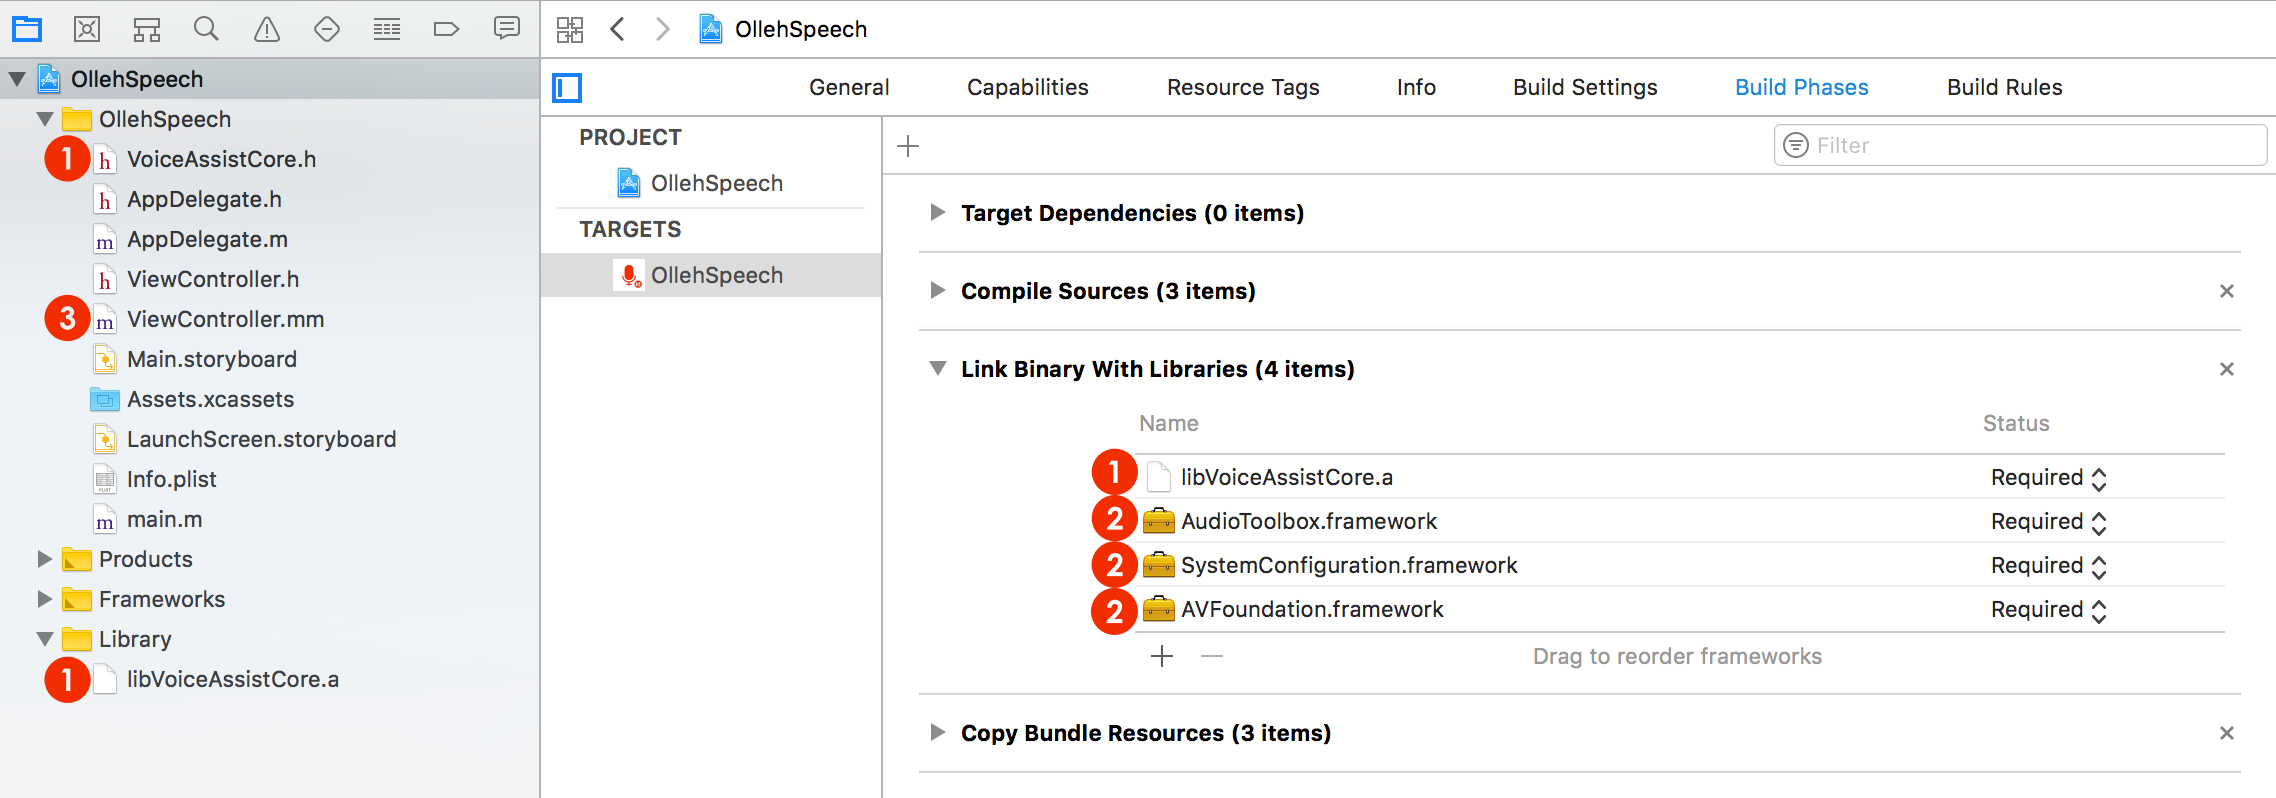 OllehSpeech
OllehSpeech
1 VoiceAssistCore.h
AppDelegate.h
AppDelegate.m
ViewController.h
3 ViewController.mm
Main.storyboard
Assets.xcassets
LaunchScreen.storyboard
Info.plist
main.m
Products
Frameworks
Library
1 libVoiceAssistCore.a
OllehSpeech
General Capabilities Resource Tags Info Build Settings Build Phases Build Rules
PROJECT
OllehSpeech
TARGETS
OllehSpeech
Filter
Target Dependencies (0 items)
Compile Sources (3 items)
Link Binary With Libraries (4 items)
Name Status
1 libVoiceAssistCore.a Required
2 AudioToolbox.framework Required
2 SystemConfiguration.framework Required
2 AVFoundation.framework Required
Drag to reorder frameworks
Copy Bundle Resources (3 items)